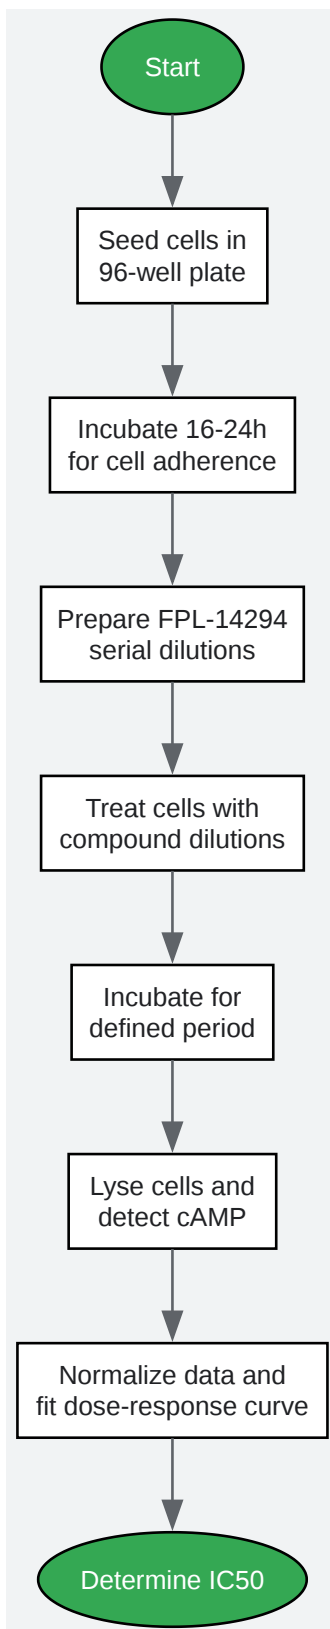 Start
Seed cells in
96-well plate
Incubate 16-24h
for cell adherence
Prepare FPL-14294
serial dilutions
Treat cells with
compound dilutions
Incubate for
defined period
Lyse cells and
detect cAMP
Normalize data and
fit dose-response curve
Determine IC50